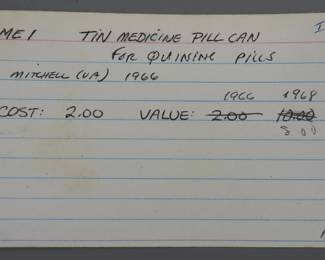 ME1 TIN MEDICINE PILL CAN
FOR QUININE PILLS
MITCHELL (VA) 1966
1966 1968
COST: 2.00 VALUE: 2.00 10.00
8.00